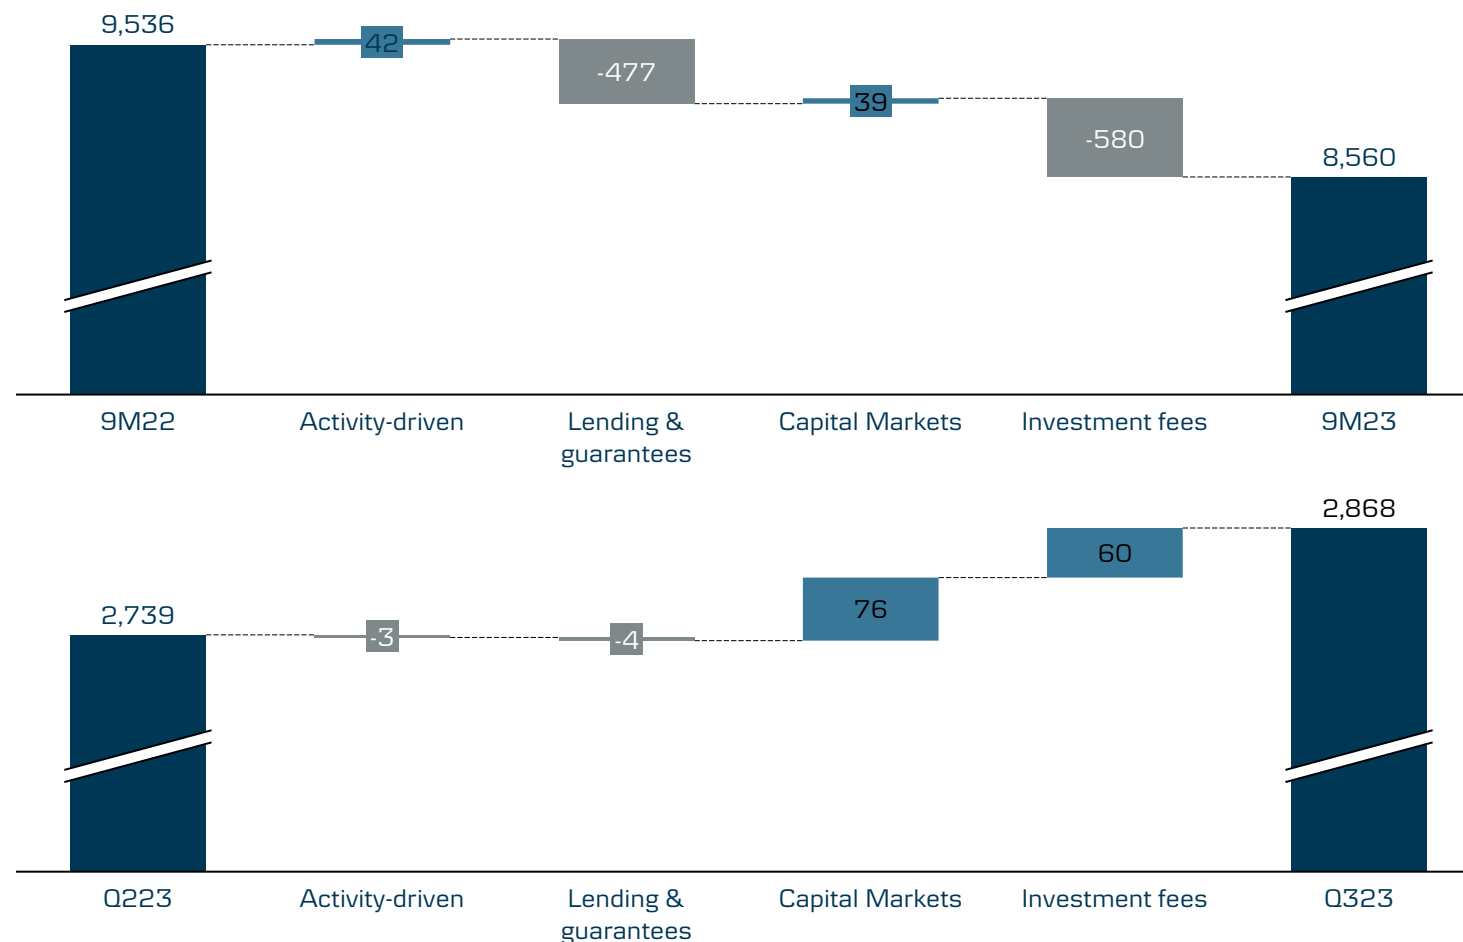 9,536
42
-477
39
-580
8,560
9M22
Activity-driven
Lending &
guarantees
Capital Markets
Investment fees
9M23
2,739
-3
-4
76
60
2,868
Q223
Activity-driven
Lending &
guarantees
Capital Markets
Investment fees
Q323